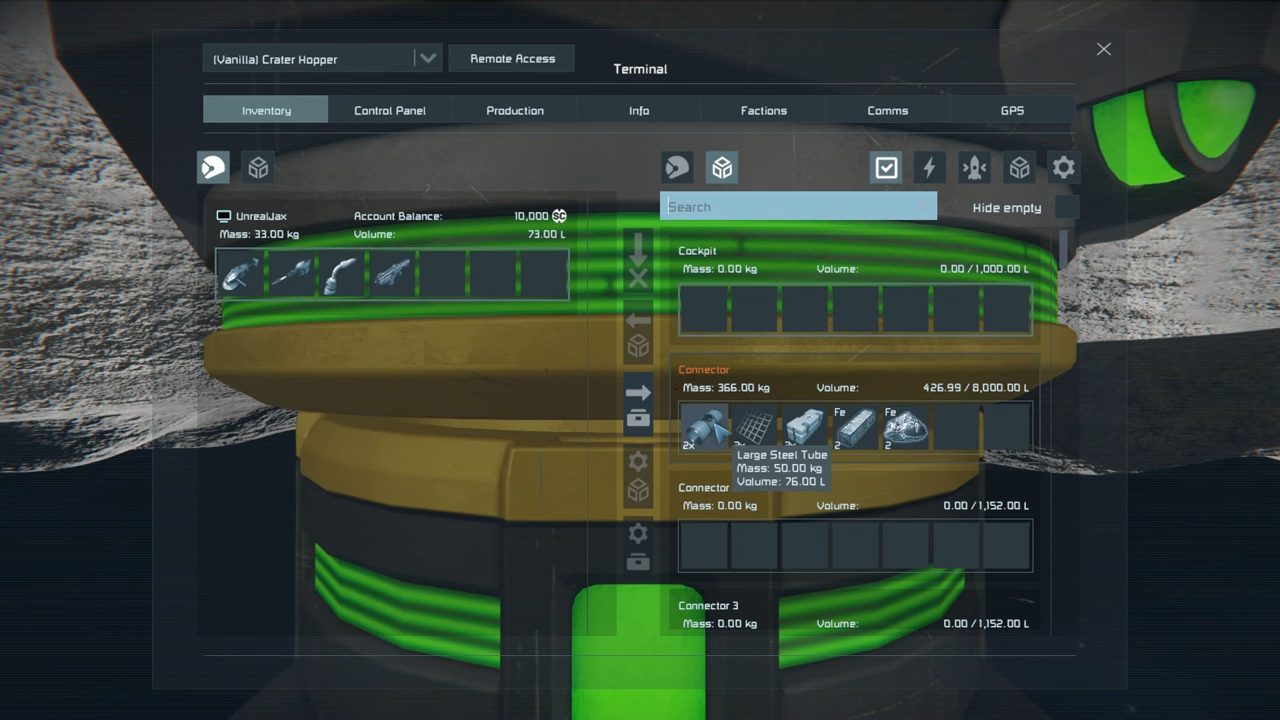 (Vanilla) Crater Hopper
Remote Access
Terminal
Inventory
Control Panel
Production
Info
Factions
Comms
GPS
UnrealJax
Account Balance:
10,000 SC
Mass: 33.00 kg
Volume:
73.00 L
Search
Hide empty
Cockpit
Mass: 0.00 kg
Volume:
0.00 / 1,000.00 L
Connector
Mass: 366.00 kg
Volume:
426.99 / 8,000.00 L
2x
Fe
2
Fe
2
Large Steel Tube
Mass: 50.00 kg
Volume: 76.00 L
Connector
Mass: 0.00 kg
Volume:
0.00 / 1,152.00 L
Connector 3
Mass: 0.00 kg
Volume:
0.00 / 1,152.00 L